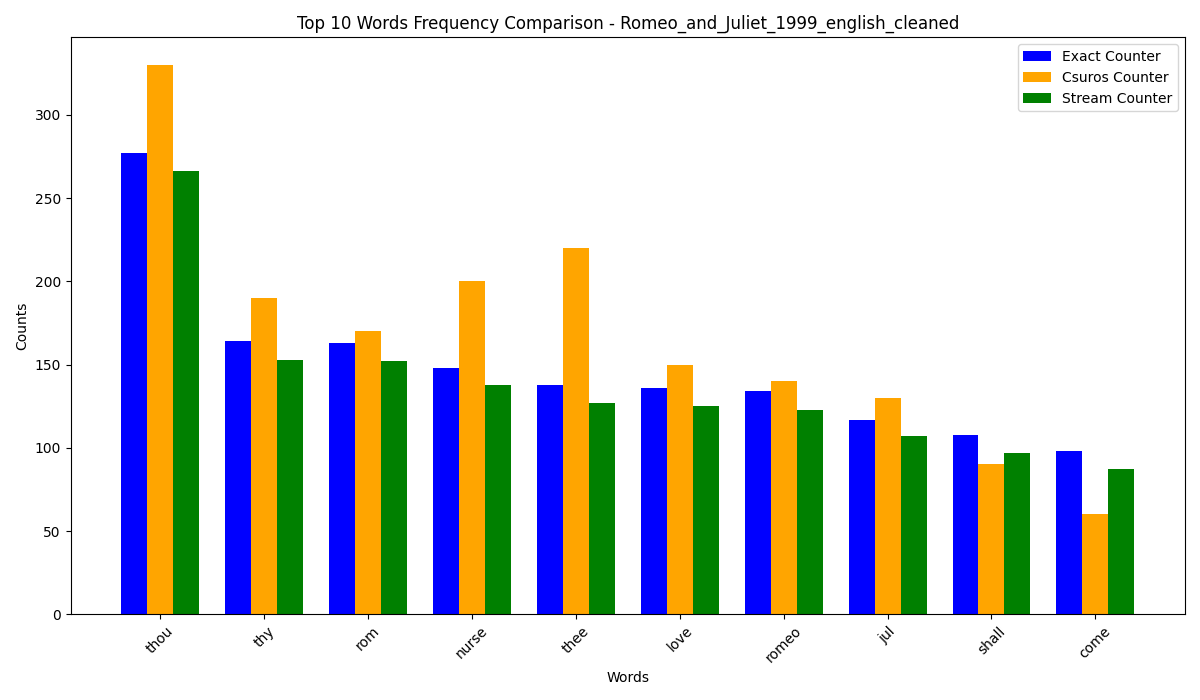 Top 10 Words Frequency Comparison - Romeo_and_Juliet_1999_english_cleaned
Exact Counter
Csuros Counter
Stream Counter
Counts
300
250
200
150
100
50
0
thou
thy
rom
nurse
thee
love
romeo
jul
shall
come
Words